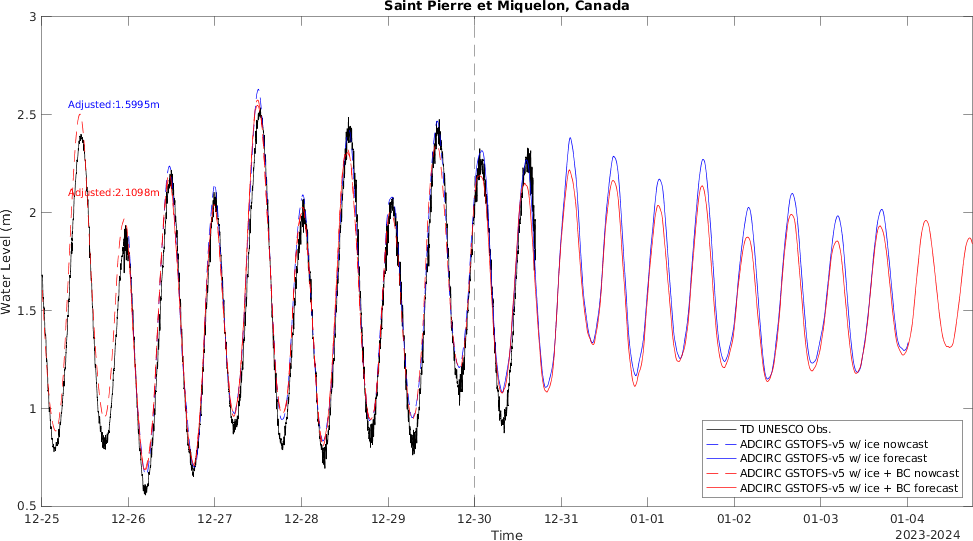 Saint Pierre et Miquelon, Canada
3
2.5
2
1.5
1
0.5
Water Level (m)
Adjusted:1.5995m
Adjusted:2.1098m
TD UNESCO Obs.
ADCIRC GSTOFS-v5 w/ ice nowcast
ADCIRC GSTOFS-v5 w/ ice forecast
ADCIRC GSTOFS-v5 w/ ice + BC nowcast
ADCIRC GSTOFS-v5 w/ ice + BC forecast
12-25 12-26 12-27 12-28 12-29 12-30 12-31 01-01 01-02 01-03 01-04
Time
2023-2024